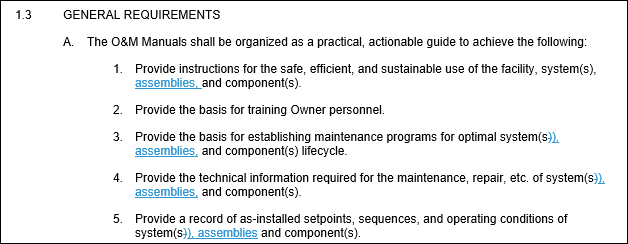 1.3 GENERAL REQUIREMENTS
A. The O&M Manuals shall be organized as a practical, actionable guide to achieve the following:
1. Provide instructions for the safe, efficient, and sustainable use of the facility, system(s),
assemblies, and component(s).
2. Provide the basis for training Owner personnel.
3. Provide the basis for establishing maintenance programs for optimal system(s)),
assemblies, and component(s) lifecycle.
4. Provide the technical information required for the maintenance, repair, etc. of system(s)),
assemblies, and component(s).
5. Provide a record of as-installed setpoints, sequences, and operating conditions of
system(s)), assemblies and component(s).